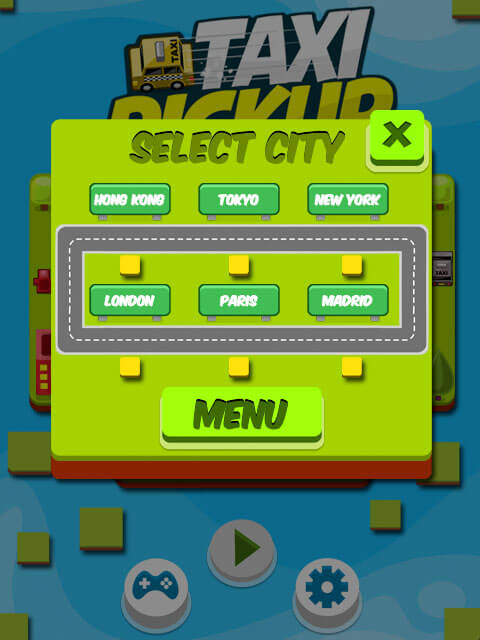 TAXI
TAXI
PICKUP
SELECT CITY
X
HONG KONG TOKYO NEW YORK
TAXI
LONDON PARIS MADRID
MENU